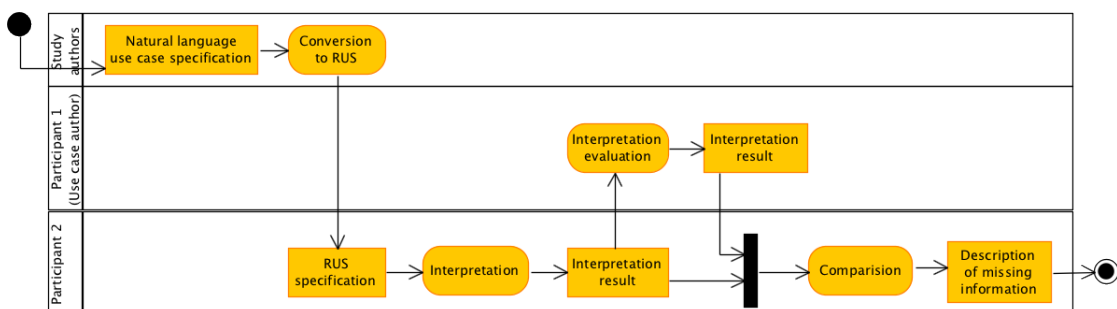 Study
authors
Natural language
use case specification
Conversion
to RUS
Participant 1
(Use case author)
Interpretation
evaluation
Interpretation
result
Participant 2
RUS
specification
Interpretation
Interpretation
result
Comparision
Description
of missing
information